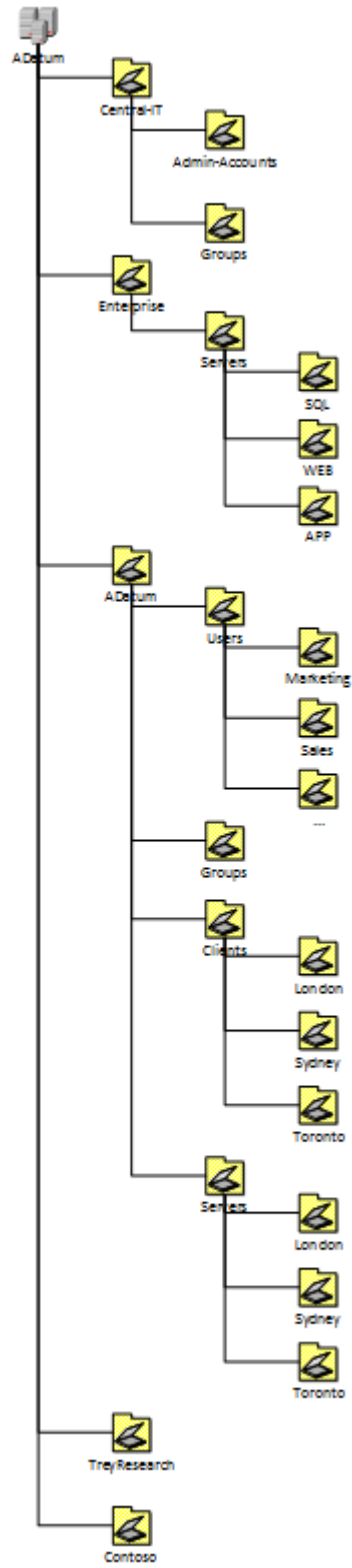 ADatum
Central-IT
Admin-Accounts
Groups
Enterprise
Servers
SQL
WEB
APP
ADatum
Users
Marketing
Sales
...
Groups
Clients
London
Sydney
Toronto
Servers
London
Sydney
Toronto
TreyResearch
Contoso